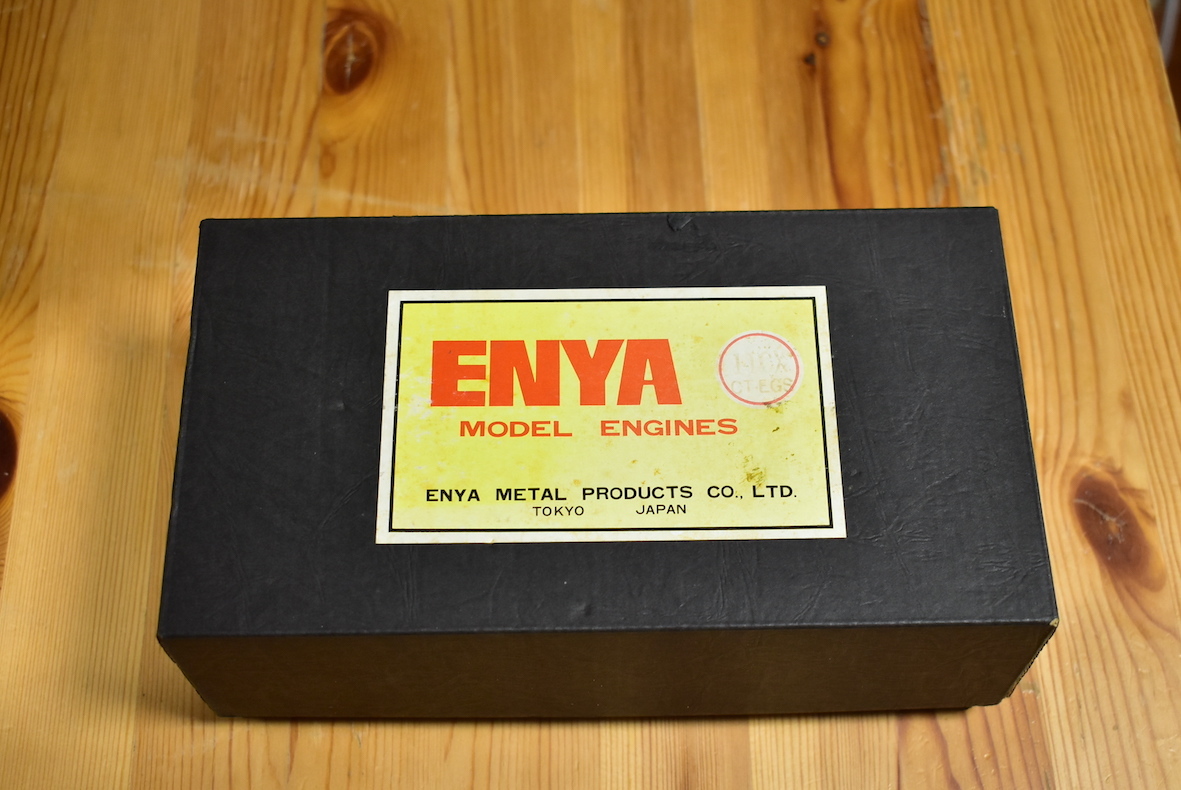 ENYA
MODEL ENGINES
ENYA METAL PRODUCTS CO., LTD.
TOKYO JAPAN